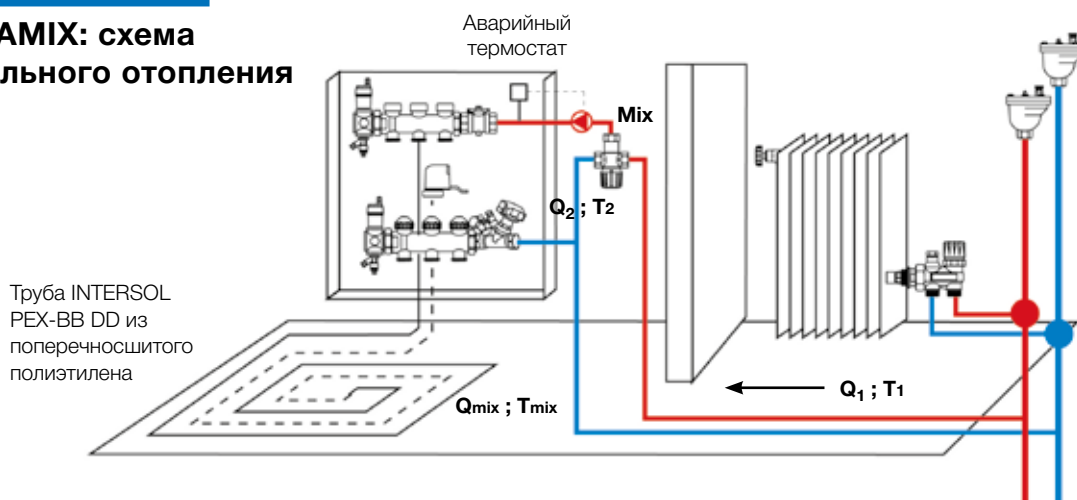 AMIX: схема
льного отопления
Аварийный
термостат
Mix
Q₂ ; T₂
Труба INTERSOL
PEX-BB DD из
поперечносшитого
полиэтилена
Qmix ; Tmix
Q₁ ; T₁